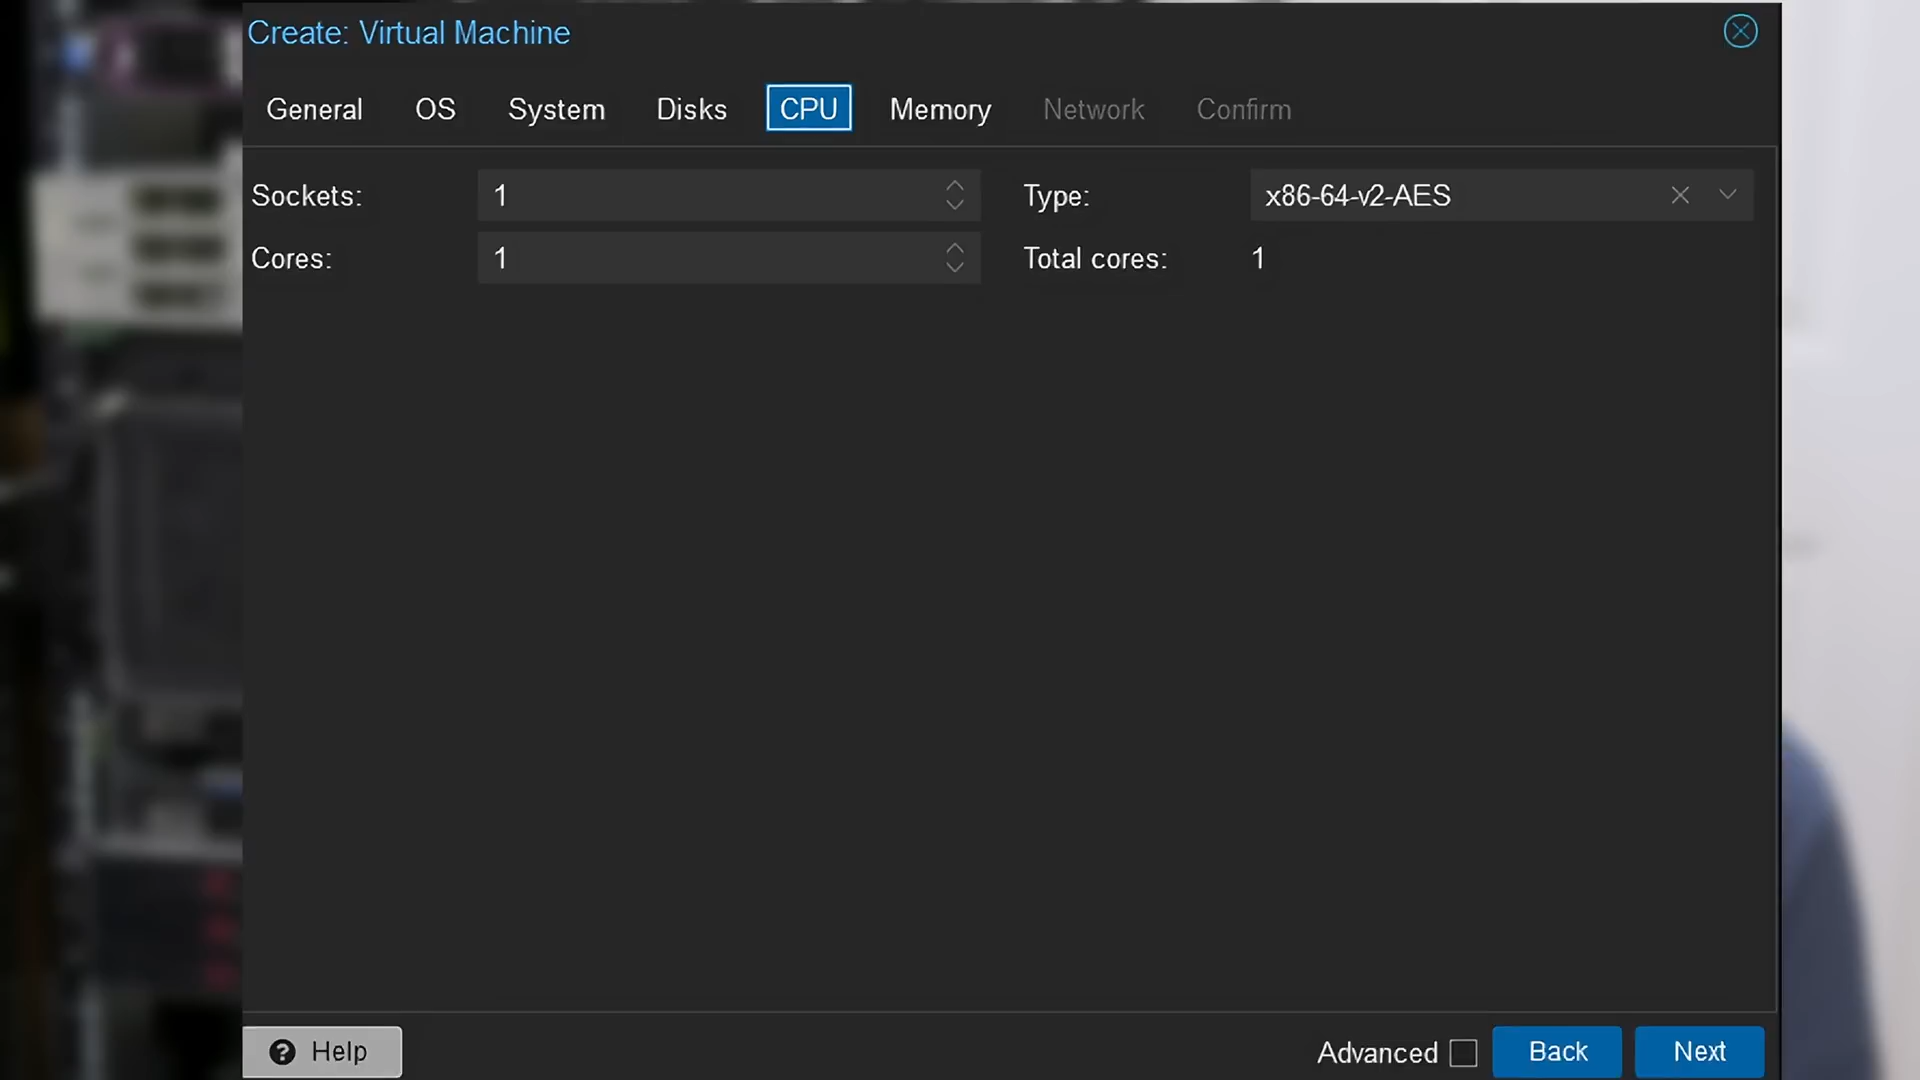 Create: Virtual Machine
General OS System Disks CPU Memory Network Confirm
Sockets: 1 Type: x86-64-v2-AES
Cores: 1 Total cores: 1
? Help Advanced Back Next